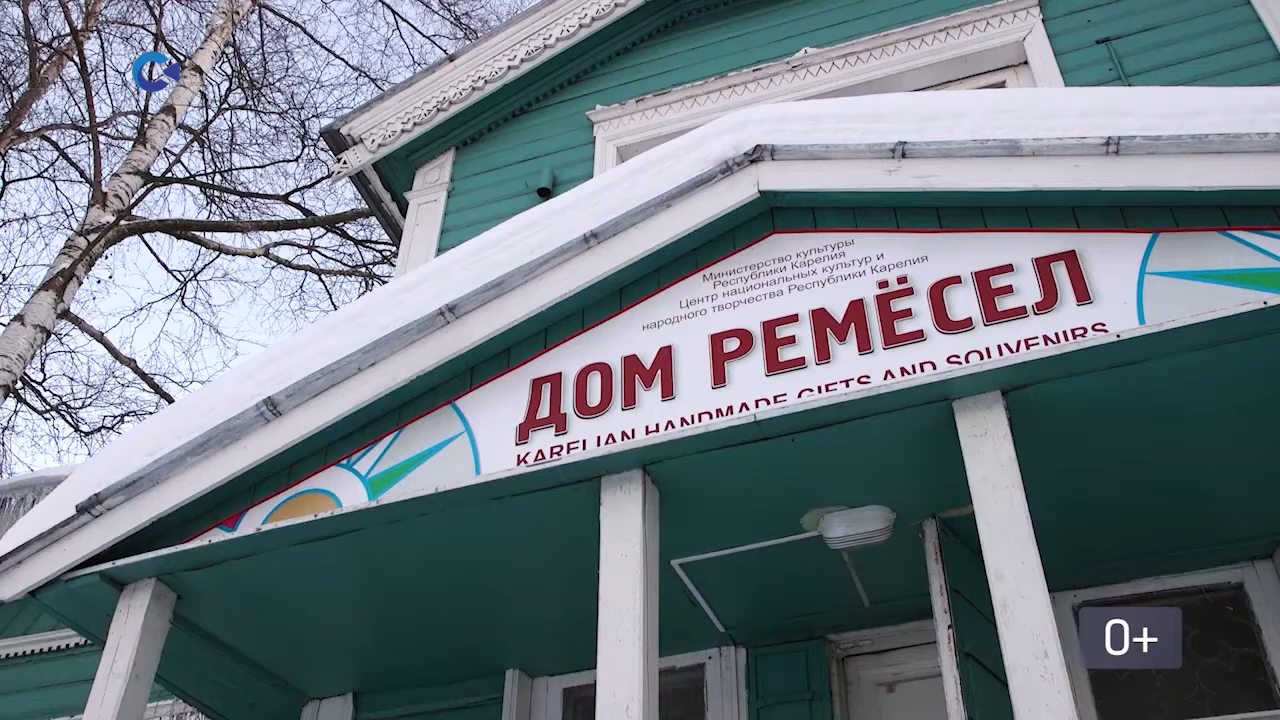 Министерство культуры
Республики Карелия
Центр национальных культур и
народного творчества Республики Карелия
ДОМ РЕМЁСЕЛ
KARELIAN HANDMADE GIFTS AND SOUVENIRS
0+